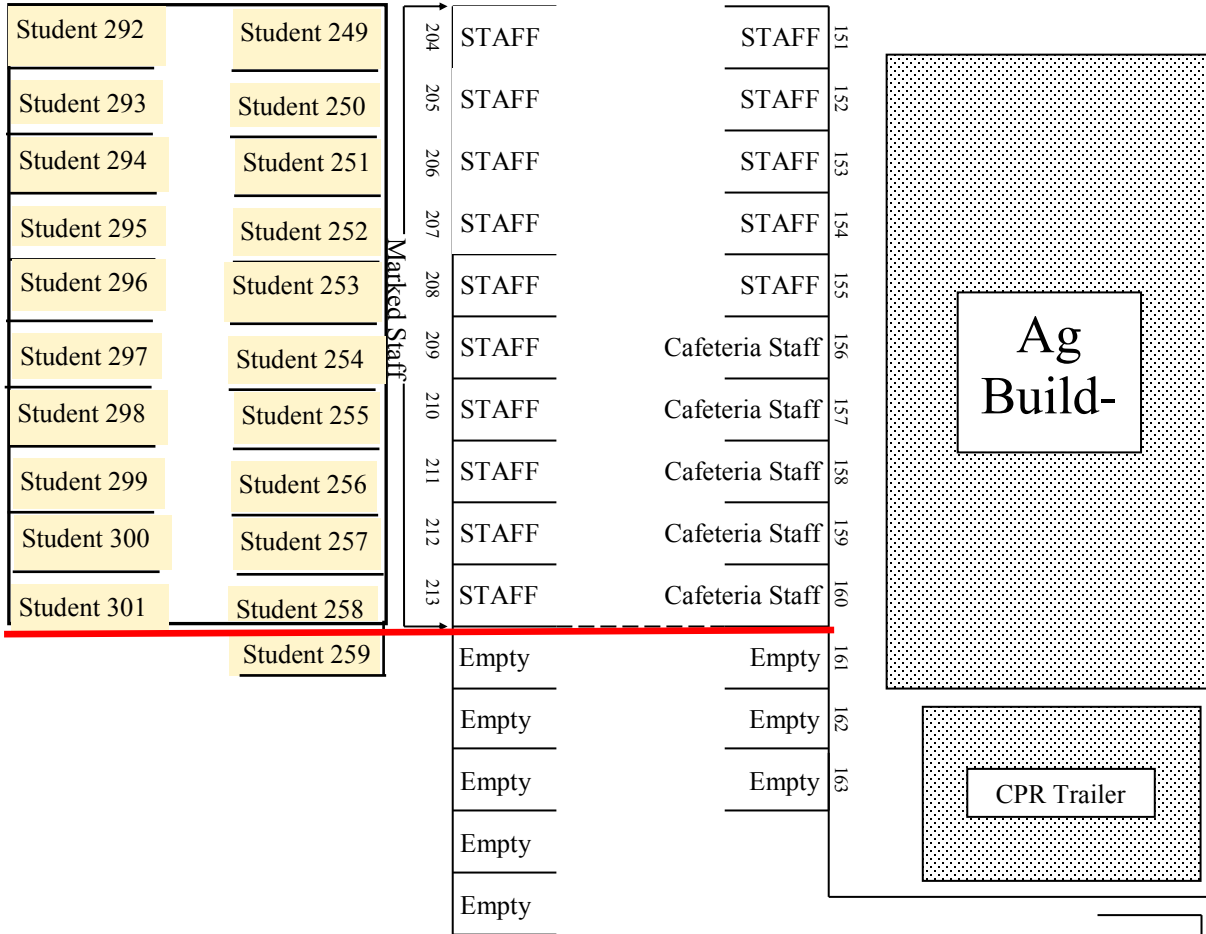 Student 292
Student 293
Student 294
Student 295
Student 296
Student 297
Student 298
Student 299
Student 300
Student 301
Student 249
Student 250
Student 251
Student 252
Student 253
Student 254
Student 255
Student 256
Student 257
Student 258
Student 259
Marked Staff
204 STAFF
205 STAFF
206 STAFF
207 STAFF
208 STAFF
209 STAFF
210 STAFF
211 STAFF
212 STAFF
213 STAFF
Empty
Empty
Empty
Empty
Empty
STAFF 151
STAFF 152
STAFF 153
STAFF 154
STAFF 155
Cafeteria Staff 156
Cafeteria Staff 157
Cafeteria Staff 158
Cafeteria Staff 159
Cafeteria Staff 160
Empty 161
Empty 162
Empty 163
Ag
Build-
CPR Trailer